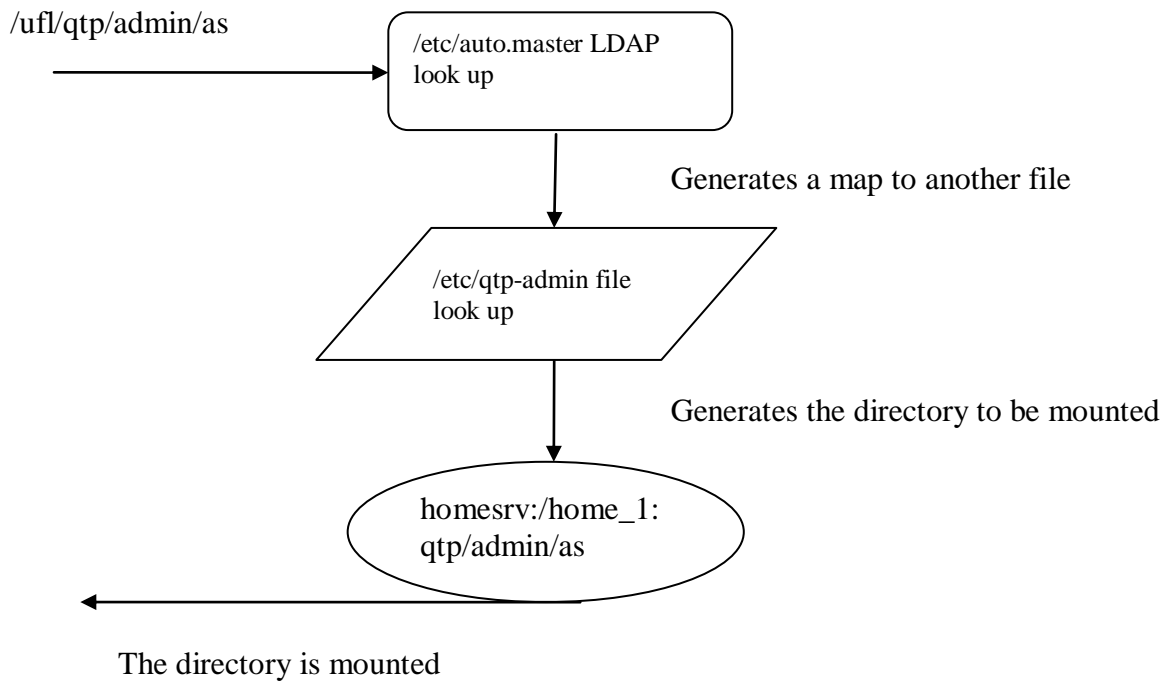 /ufl/qtp/admin/as
/etc/auto.master LDAP
look up
Generates a map to another file
/etc/qtp-admin file
look up
Generates the directory to be mounted
homesrv:/home_1:
qtp/admin/as
The directory is mounted